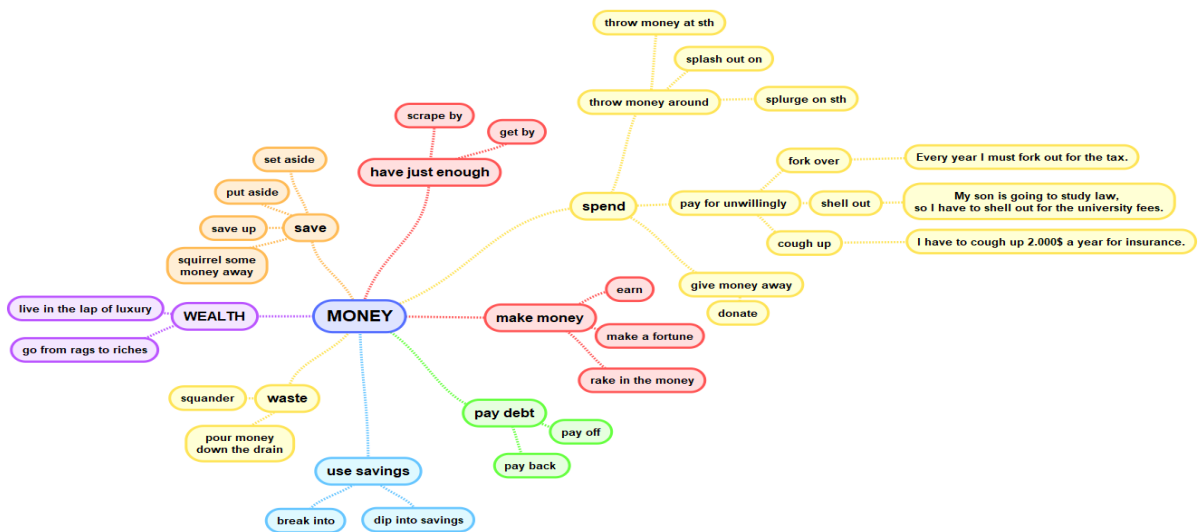 MONEY
have just enough
scrape by
get by
save
set aside
put aside
save up
squirrel some
money away
WEALTH
live in the lap of luxury
go from rags to riches
waste
squander
pour money
down the drain
use savings
break into
dip into savings
pay debt
pay off
pay back
make money
earn
make a fortune
rake in the money
spend
throw money around
throw money at sth
splash out on
splurge on sth
pay for unwillingly
fork over
Every year I must fork out for the tax.
shell out
My son is going to study law,
so I have to shell out for the university fees.
cough up
I have to cough up 2.000$ a year for insurance.
give money away
donate